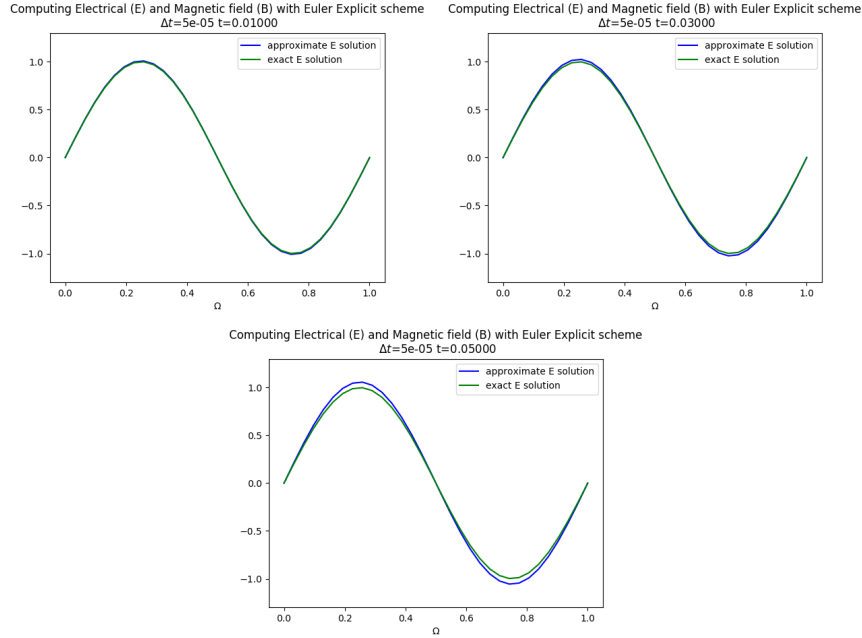 Computing Electrical (E) and Magnetic field (B) with Euler Explicit scheme
Δt=5e-05 t=0.01000
approximate E solution
exact E solution
1.0
0.5
0.0
−0.5
−1.0
0.0 0.2 0.4 0.6 0.8 1.0
Ω
Computing Electrical (E) and Magnetic field (B) with Euler Explicit scheme
Δt=5e-05 t=0.03000
approximate E solution
exact E solution
1.0
0.5
0.0
−0.5
−1.0
0.0 0.2 0.4 0.6 0.8 1.0
Ω
Computing Electrical (E) and Magnetic field (B) with Euler Explicit scheme
Δt=5e-05 t=0.05000
approximate E solution
exact E solution
1.0
0.5
0.0
−0.5
−1.0
0.0 0.2 0.4 0.6 0.8 1.0
Ω